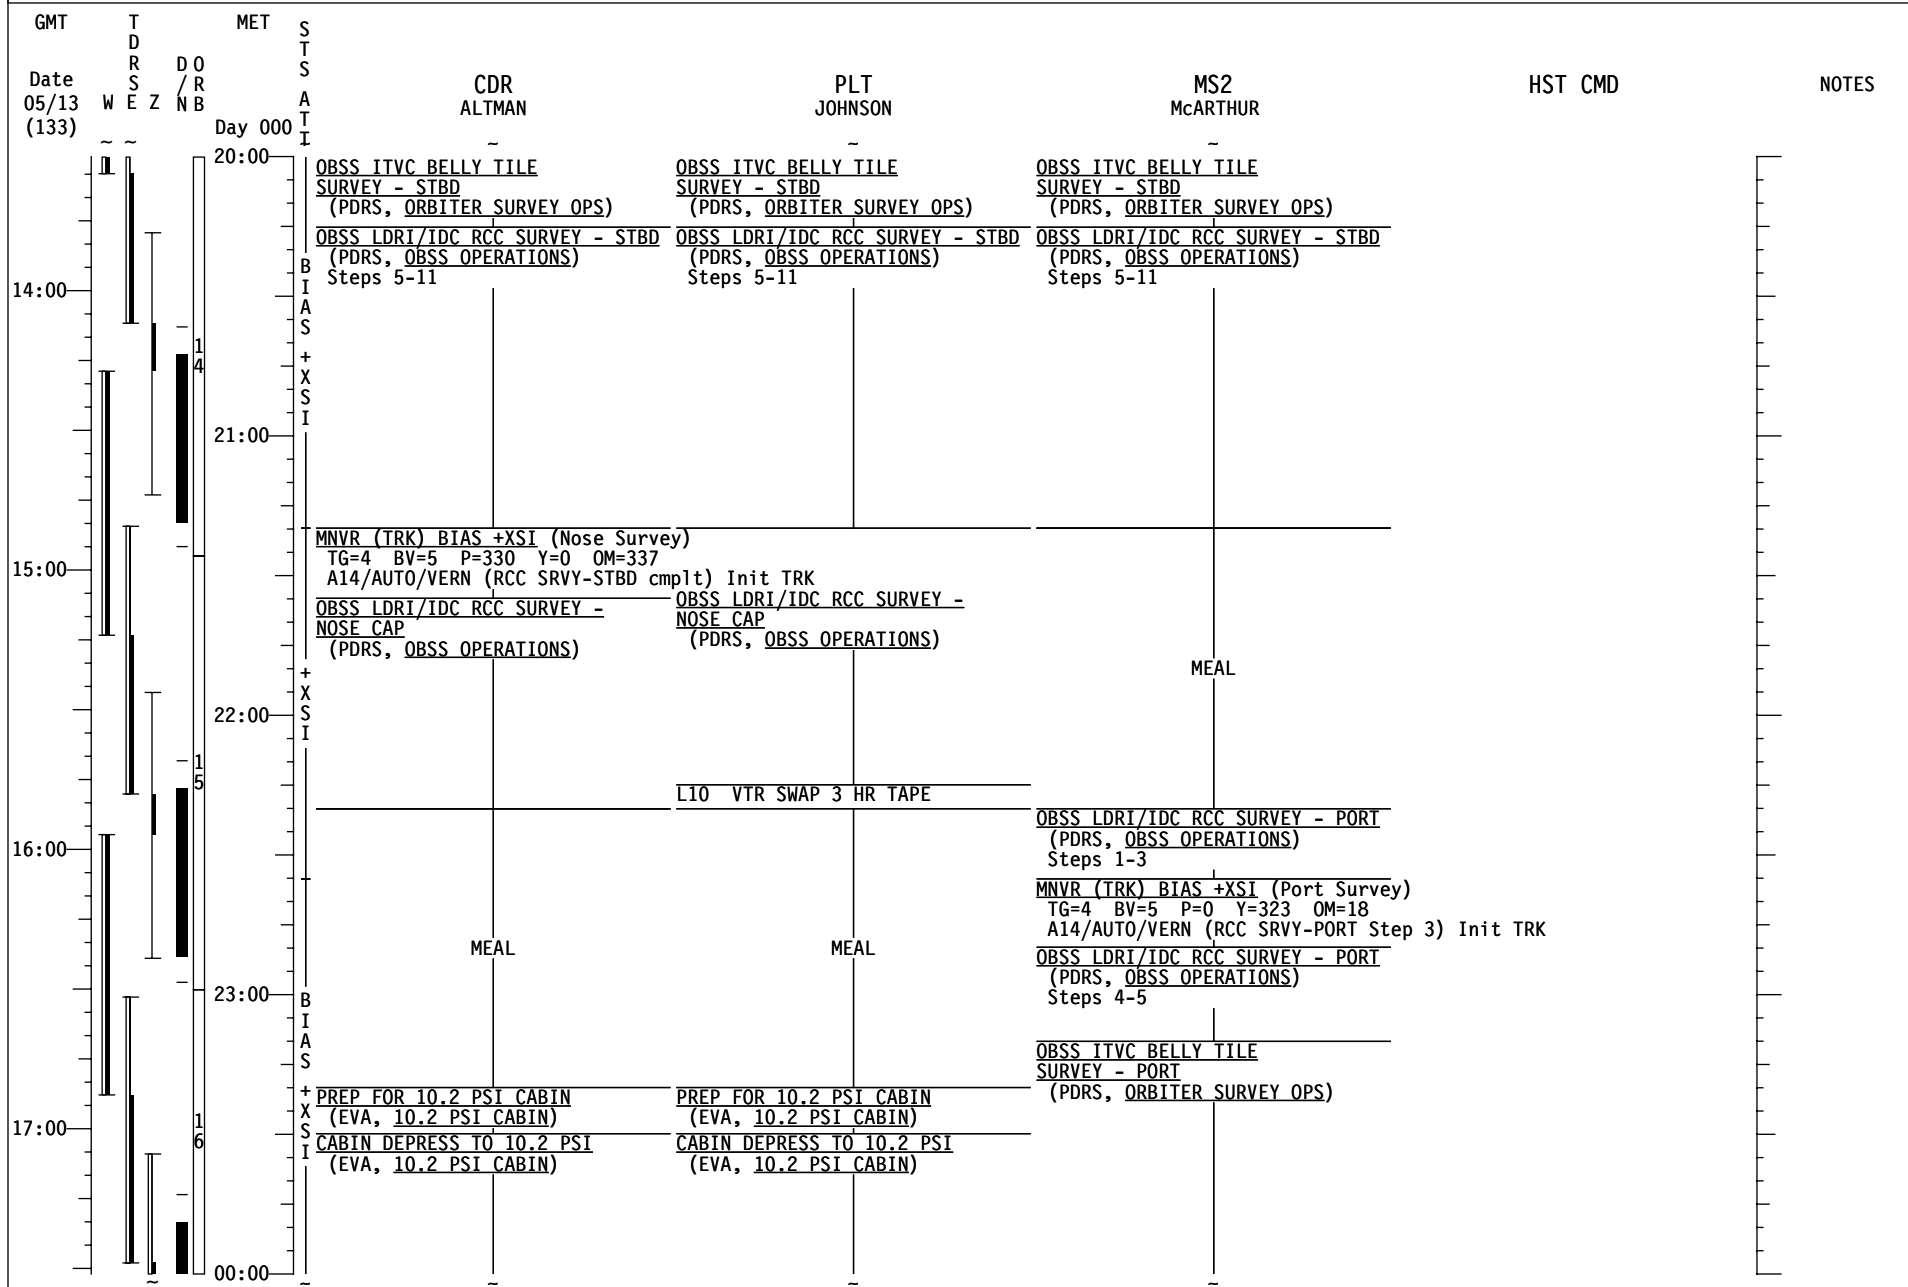 GMT
TDRS
MET
STS ATT
D/N
ORB
Date
05/13
(133)
W E Z
Day 000
CDR
ALTMAN
PLT
JOHNSON
MS2
McARTHUR
HST CMD
NOTES
~ ~ ~ ~ ~
20:00
14:00
21:00
15:00
22:00
16:00
23:00
17:00
00:00
14
15
16
BIAS +XSI
+XSI
BIAS +XSI
OBSS ITVC BELLY TILE
SURVEY - STBD
(PDRS, ORBITER SURVEY OPS)
OBSS LDRI/IDC RCC SURVEY - STBD
(PDRS, OBSS OPERATIONS)
Steps 5-11
MNVR (TRK) BIAS +XSI (Nose Survey)
TG=4 BV=5 P=330 Y=0 OM=337
A14/AUTO/VERN (RCC SRVY-STBD cmplt) Init TRK
OBSS LDRI/IDC RCC SURVEY -
NOSE CAP
(PDRS, OBSS OPERATIONS)
MEAL
PREP FOR 10.2 PSI CABIN
(EVA, 10.2 PSI CABIN)
CABIN DEPRESS TO 10.2 PSI
(EVA, 10.2 PSI CABIN)
OBSS ITVC BELLY TILE
SURVEY - STBD
(PDRS, ORBITER SURVEY OPS)
OBSS LDRI/IDC RCC SURVEY - STBD
(PDRS, OBSS OPERATIONS)
Steps 5-11
OBSS LDRI/IDC RCC SURVEY -
NOSE CAP
(PDRS, OBSS OPERATIONS)
L10 VTR SWAP 3 HR TAPE
MEAL
PREP FOR 10.2 PSI CABIN
(EVA, 10.2 PSI CABIN)
CABIN DEPRESS TO 10.2 PSI
(EVA, 10.2 PSI CABIN)
OBSS ITVC BELLY TILE
SURVEY - STBD
(PDRS, ORBITER SURVEY OPS)
OBSS LDRI/IDC RCC SURVEY - STBD
(PDRS, OBSS OPERATIONS)
Steps 5-11
MEAL
OBSS LDRI/IDC RCC SURVEY - PORT
(PDRS, OBSS OPERATIONS)
Steps 1-3
MNVR (TRK) BIAS +XSI (Port Survey)
TG=4 BV=5 P=0 Y=323 OM=18
A14/AUTO/VERN (RCC SRVY-PORT Step 3) Init TRK
OBSS LDRI/IDC RCC SURVEY - PORT
(PDRS, OBSS OPERATIONS)
Steps 4-5
OBSS ITVC BELLY TILE
SURVEY - PORT
(PDRS, ORBITER SURVEY OPS)
~ ~ ~ ~ ~